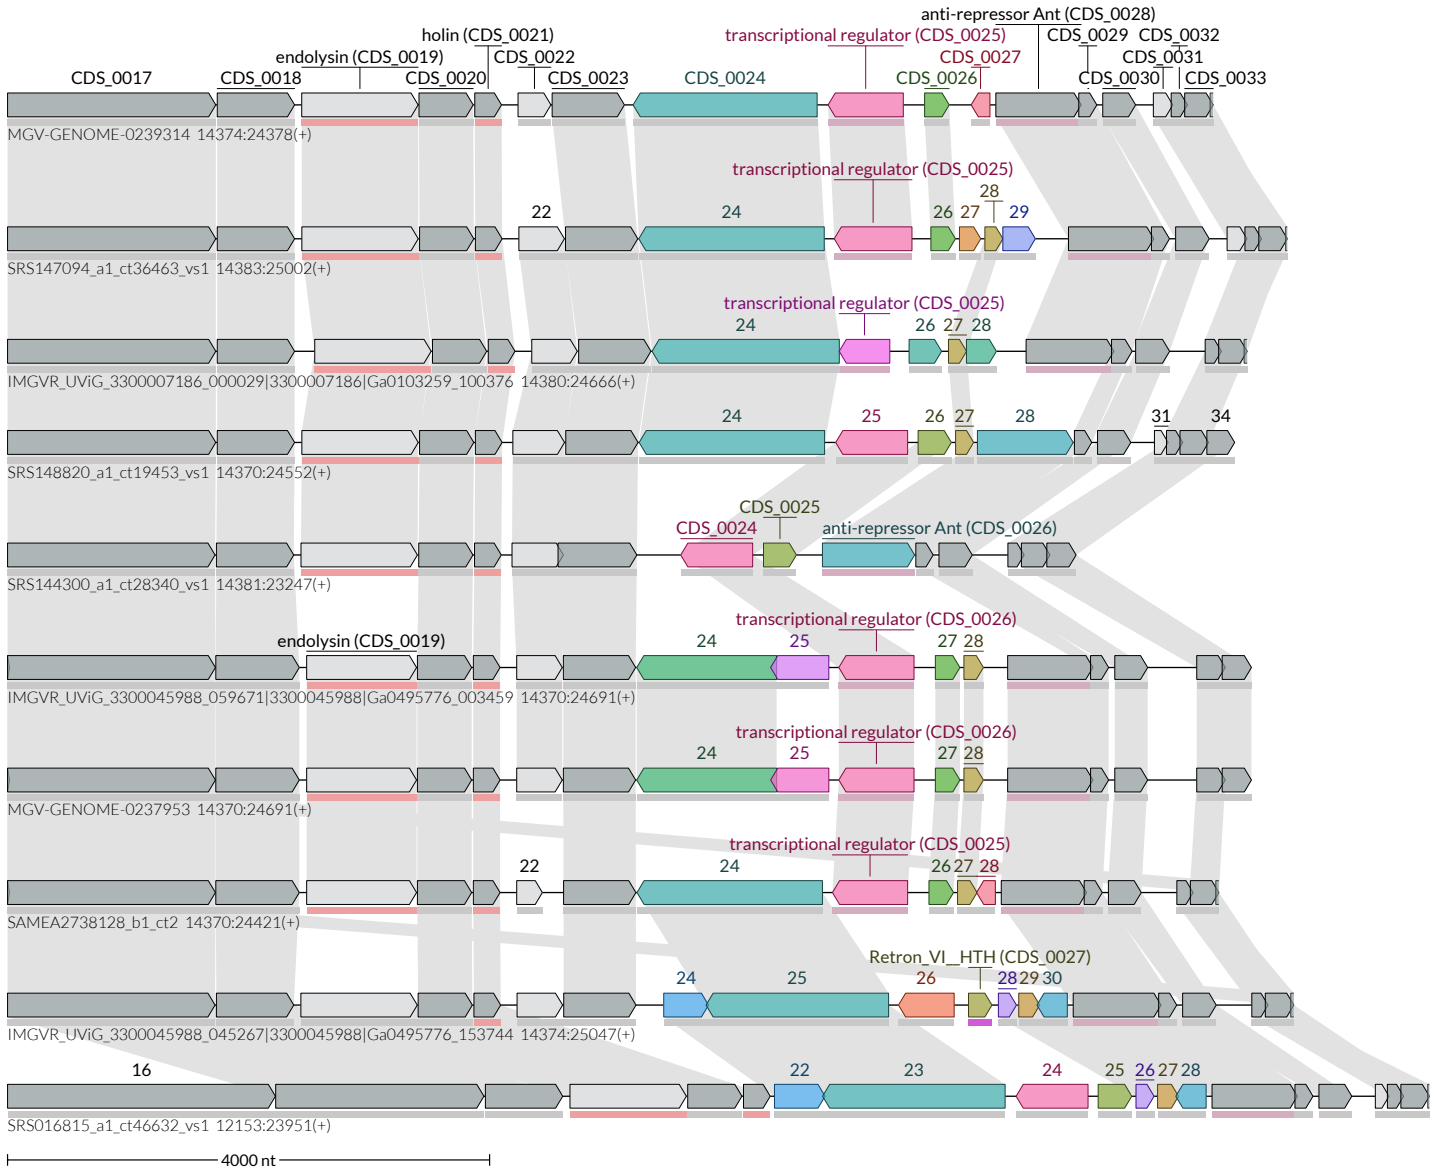 anti-repressor Ant (CDS_0028)
holin (CDS_0021) transcriptional regulator (CDS_0025) CDS_0029 CDS_0032
endolysin (CDS_0019) CDS_0022 CDS_0027 CDS_0031
CDS_0017 CDS_0018 CDS_0020 CDS_0023 CDS_0024 CDS_0026 CDS_0030 CDS_0033
MGV-GENOME-0239314 14374:24378(+)
transcriptional regulator (CDS_0025)
28
22 24 26 27 29
SRS147094_a1_ct36463_vs1 14383:25002(+)
transcriptional regulator (CDS_0025)
24 26 27 28
IMGVR_UViG_3300007186_000029|3300007186|Ga0103259_100376 14380:24666(+)
24 25 26 27 28 31 34
SRS148820_a1_ct19453_vs1 14370:24552(+)
CDS_0025
CDS_0024 anti-repressor Ant (CDS_0026)
SRS144300_a1_ct28340_vs1 14381:23247(+)
transcriptional regulator (CDS_0026)
endolysin (CDS_0019) 24 25 27 28
IMGVR_UViG_3300045988_059671|3300045988|Ga0495776_003459 14370:24691(+)
transcriptional regulator (CDS_0026)
24 25 27 28
MGV-GENOME-0237953 14370:24691(+)
transcriptional regulator (CDS_0025)
22 24 26 27 28
SAMEA2738128_b1_ct2 14370:24421(+)
Retron_VI__HTH (CDS_0027)
24 25 26 28 29 30
IMGVR_UViG_3300045988_045267|3300045988|Ga0495776_153744 14374:25047(+)
16 22 23 24 25 26 27 28
SRS016815_a1_ct46632_vs1 12153:23951(+)
4000 nt